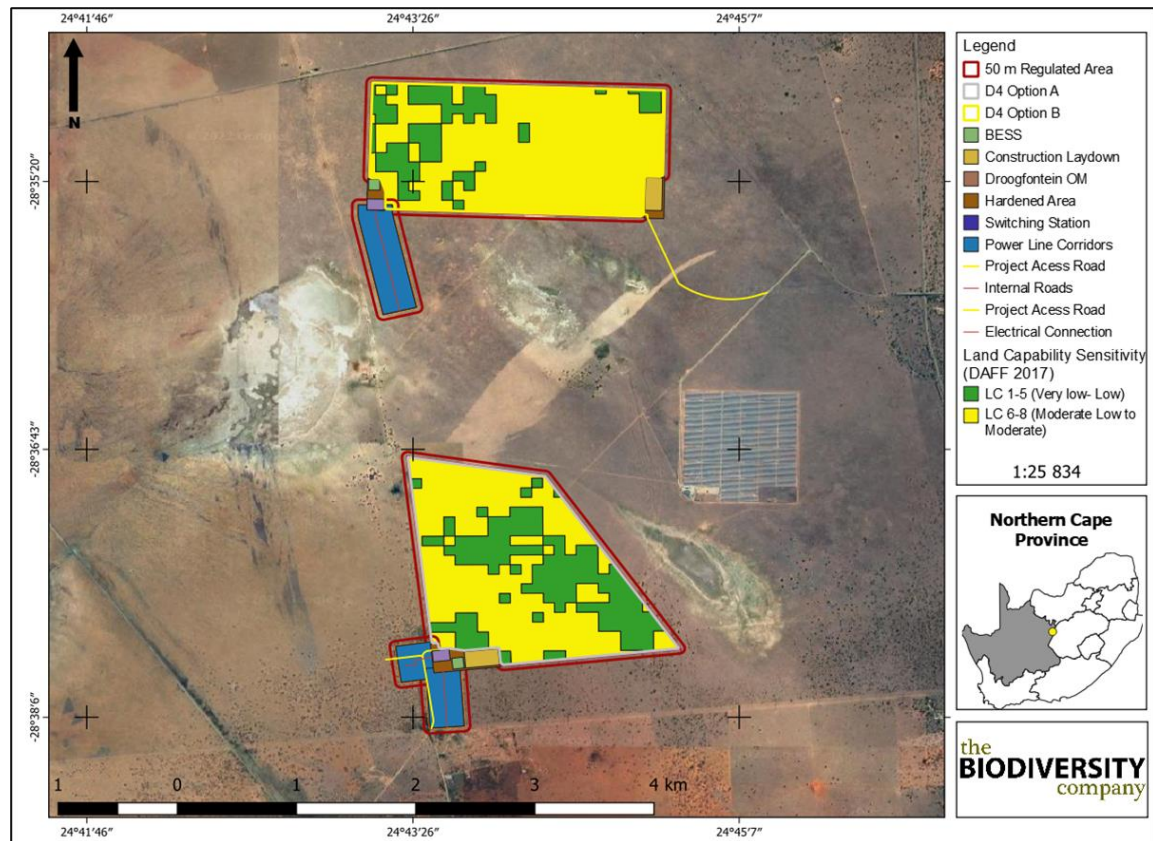 24°41'46"
24°43'26"
24°45'7"
N
-28°35'20"
-28°36'43"
-28°38'6"
1
0
1
2
3
4 km
24°41'46"
24°43'26"
24°45'7"
Legend
50 m Regulated Area
D4 Option A
D4 Option B
BESS
Construction Laydown
Droogfontein OM
Hardened Area
Switching Station
Power Line Corridors
Project Acess Road
Internal Roads
Project Acess Road
Electrical Connection
Land Capability Sensitivity
(DAFF 2017)
LC 1-5 (Very low- Low)
LC 6-8 (Moderate Low to
Moderate)
1:25 834
Northern Cape
Province
the
BIODIVERSITY
company